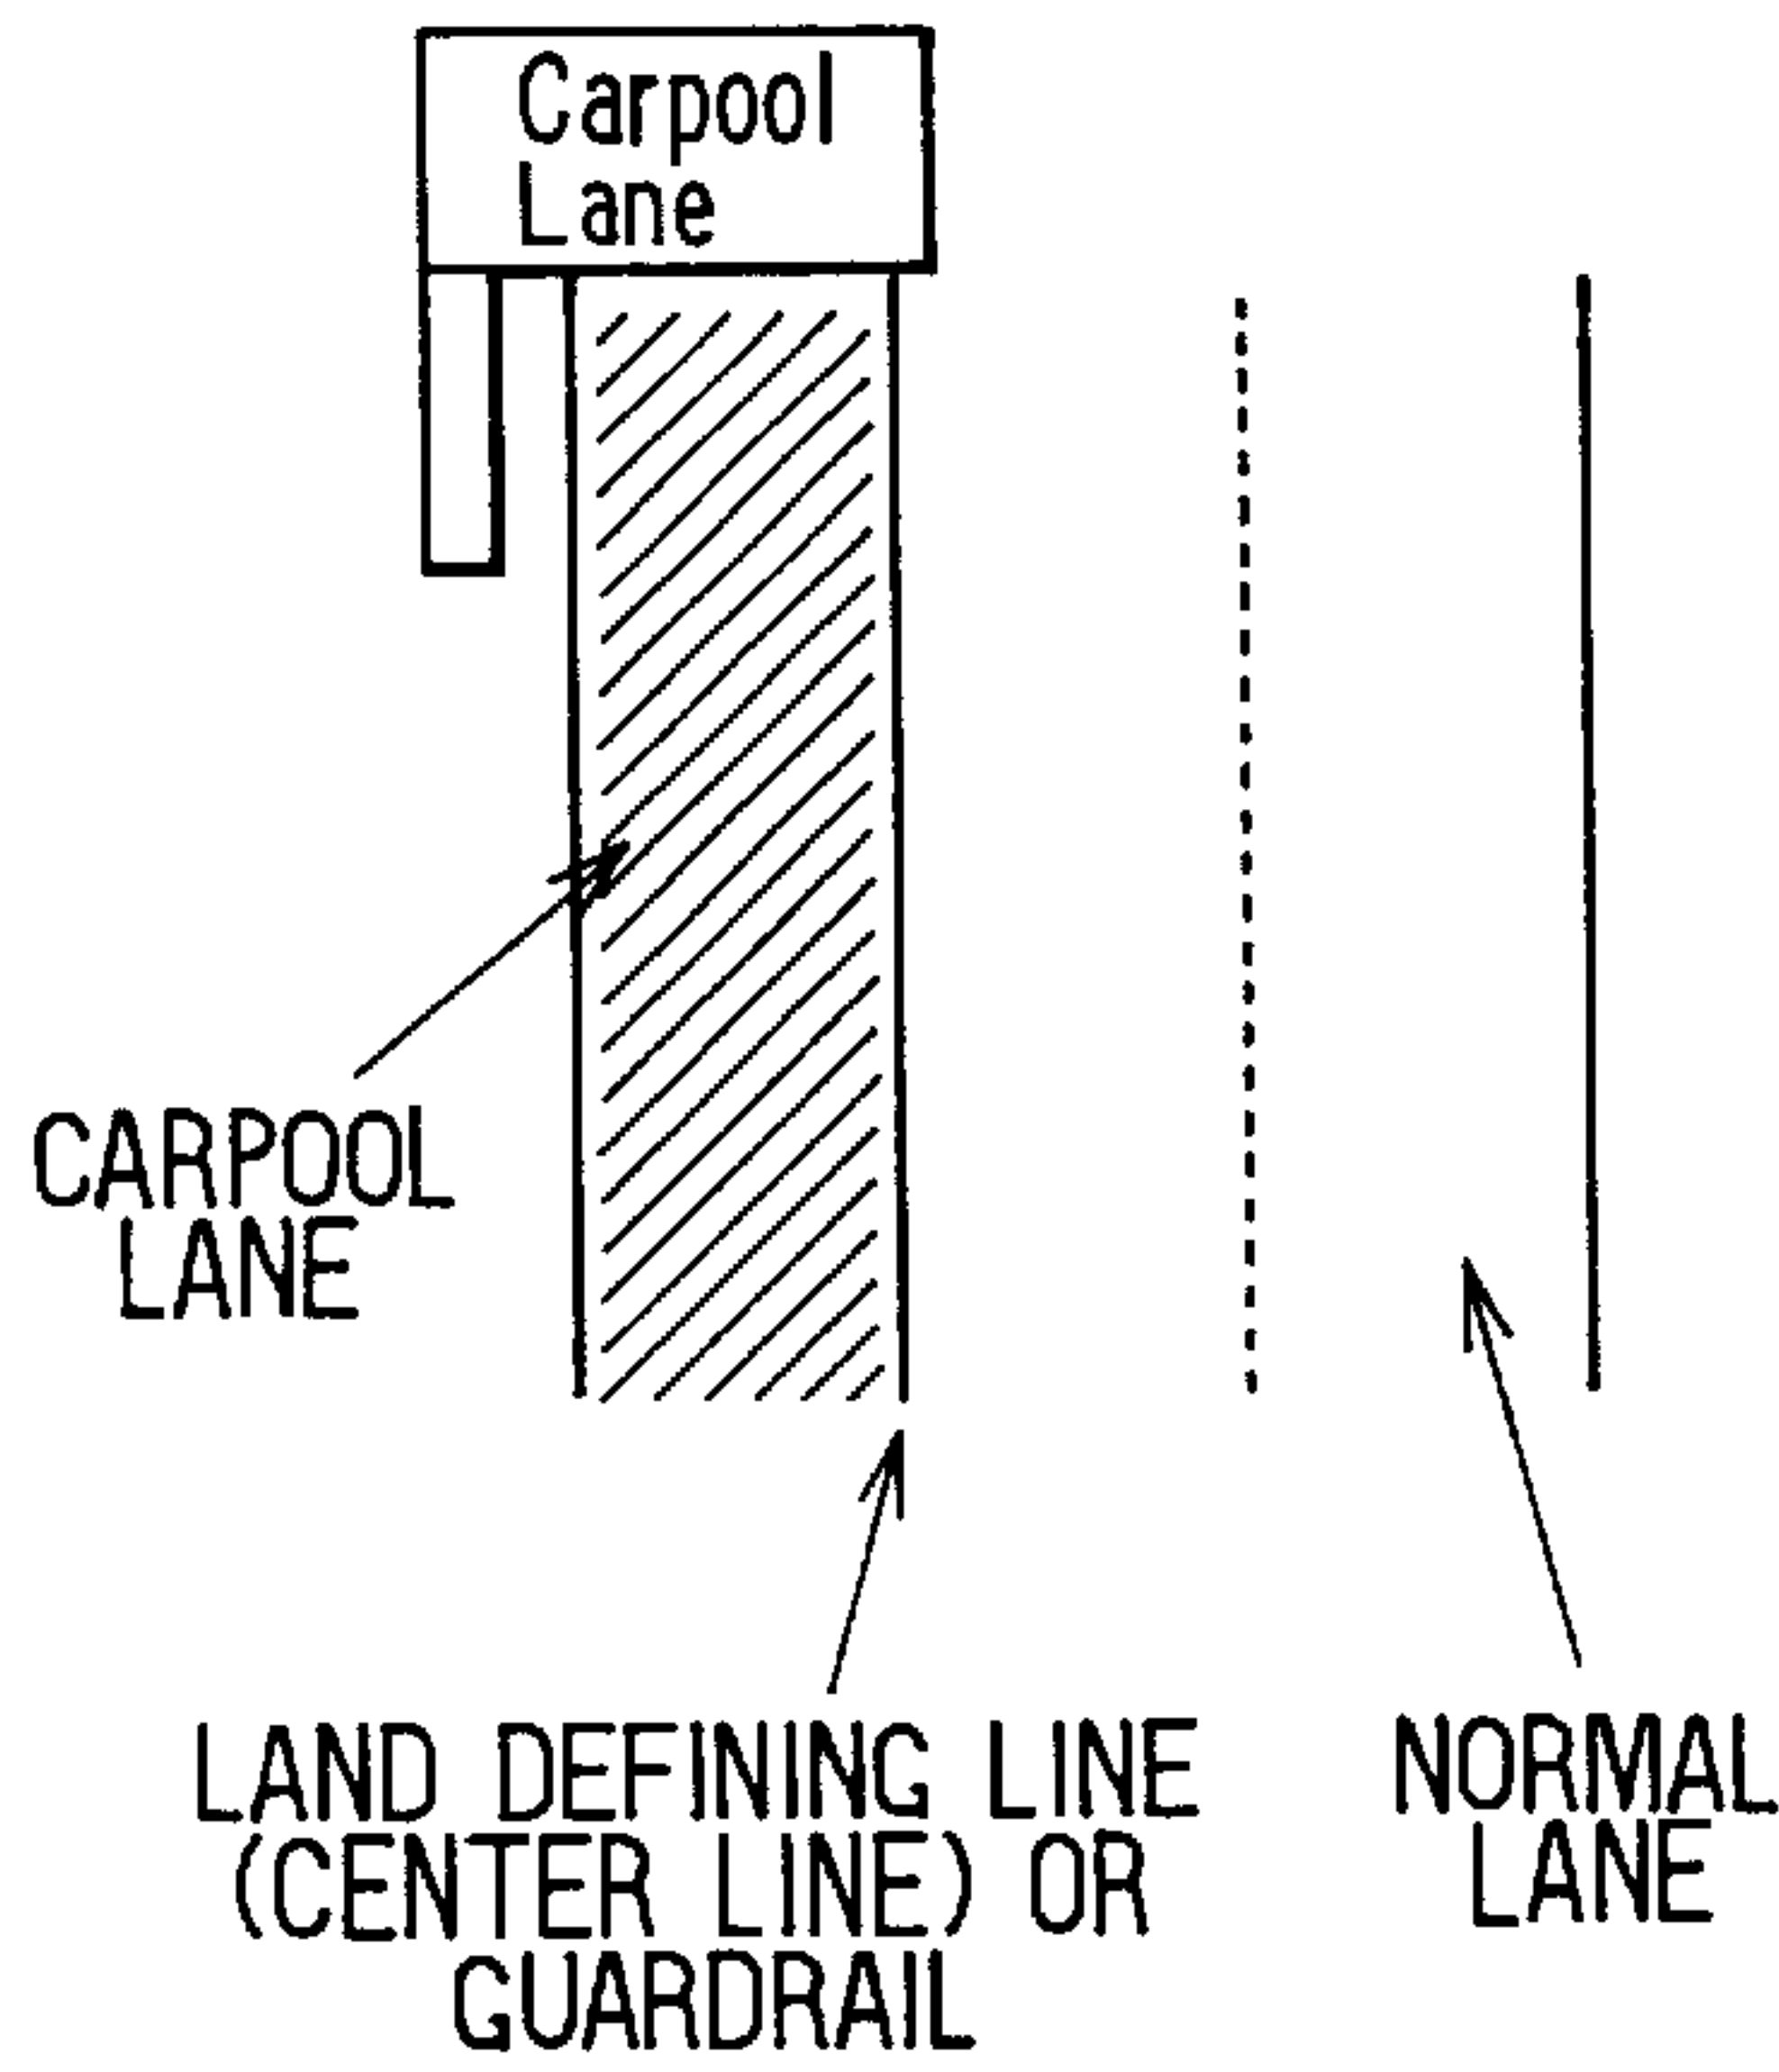 Carpool
Lane
CARPOOL
LANE
LAND DEFINING LINE
(CENTER LINE) OR
GUARDRAIL
NORMAL
LANE